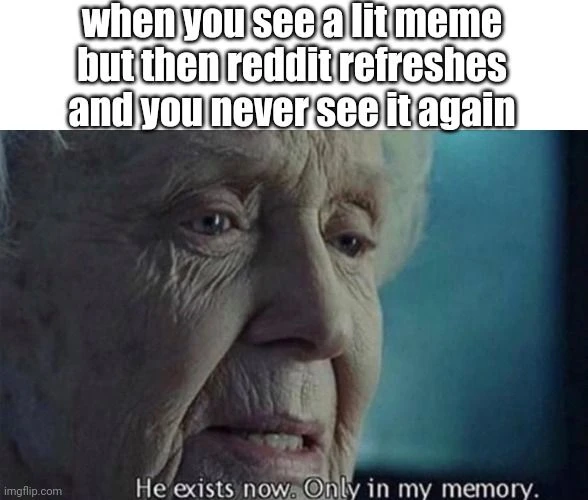 when you see a lit meme
but then reddit refreshes
and you never see it again
He exists now. Only in my memory.
imgflip.com